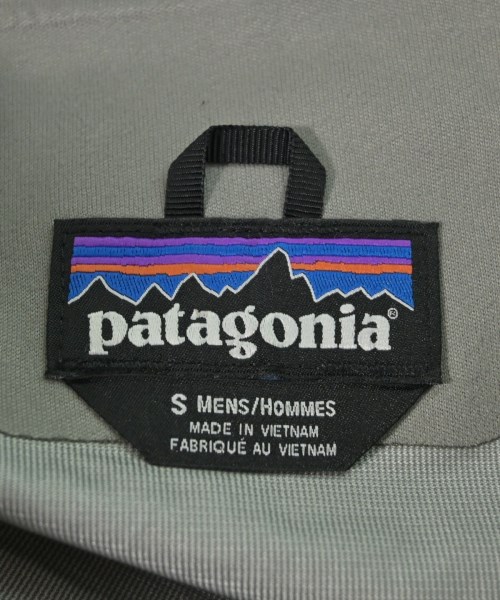 patagonia®
S MENS/HOMMES
MADE IN VIETNAM
FABRIQUÉ AU VIETNAM